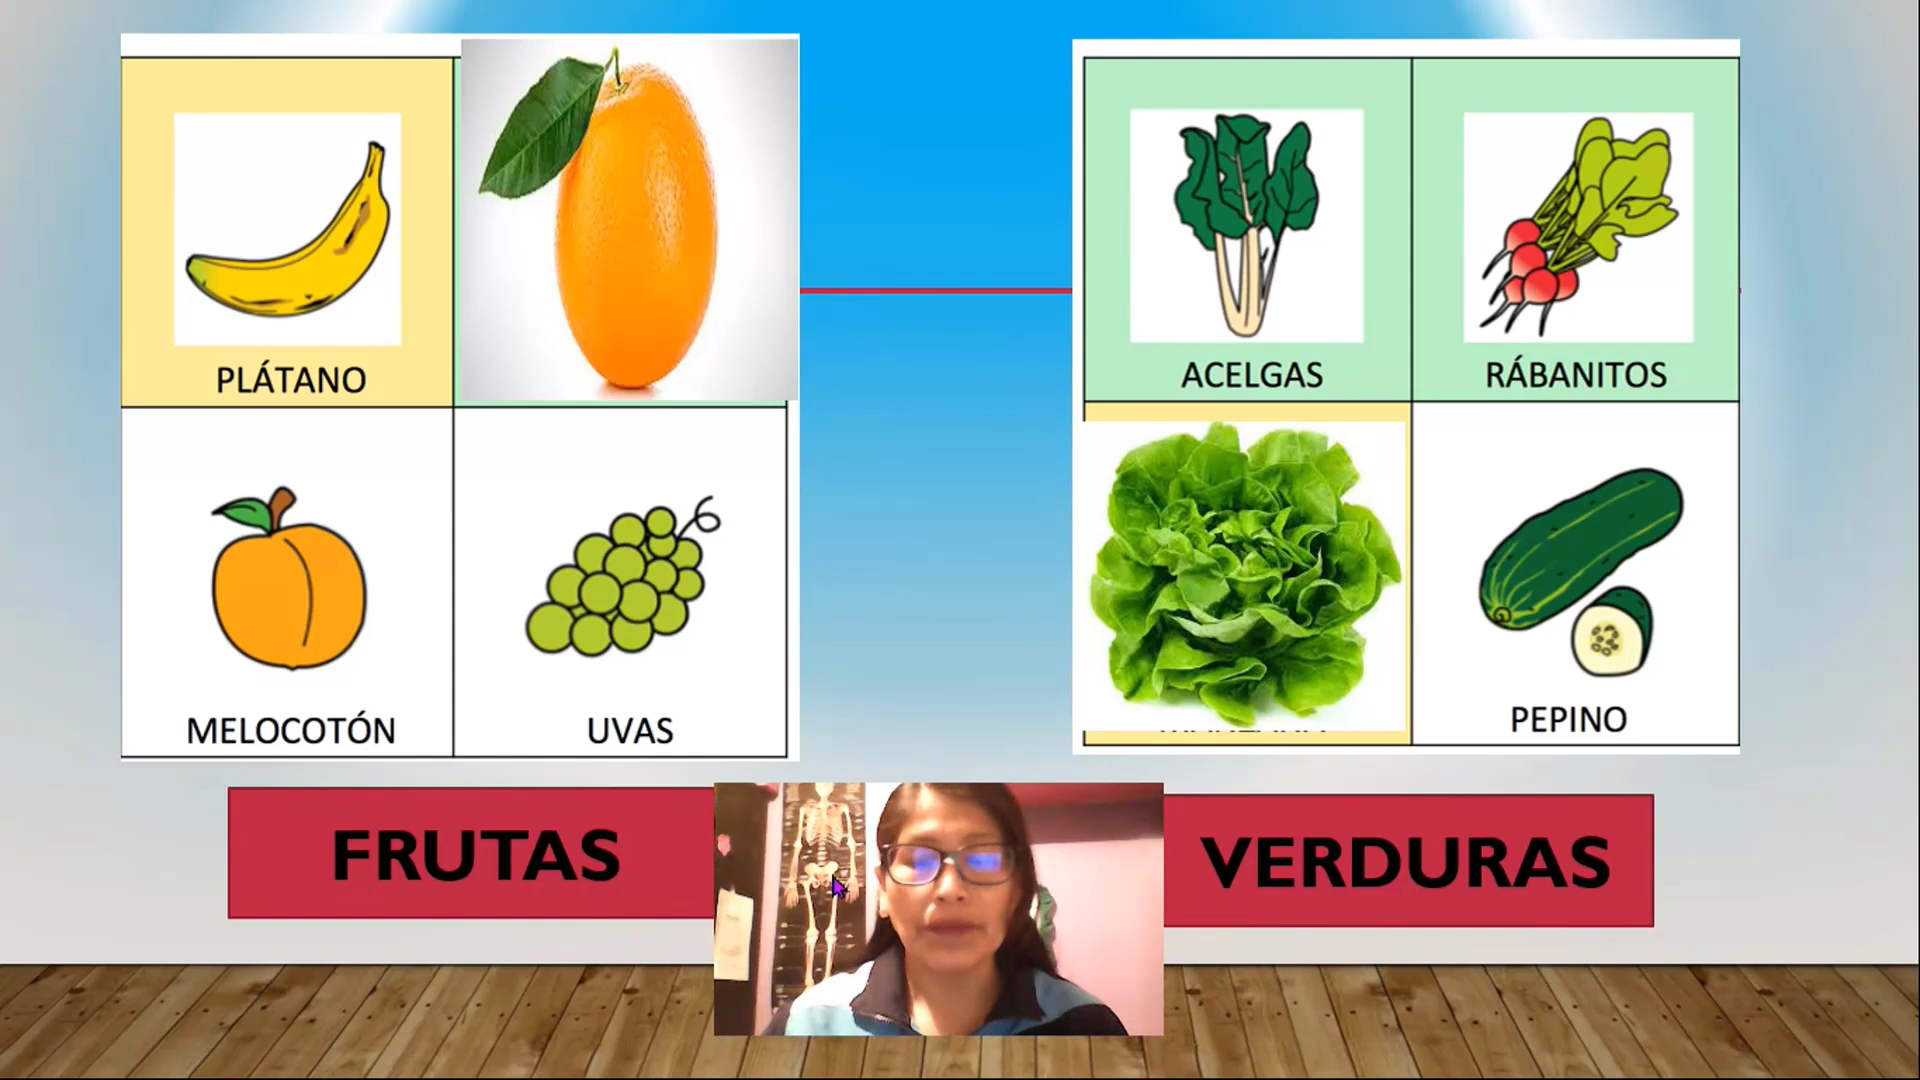 PLÁTANO
MELOCOTÓN
UVAS
FRUTAS
ACELGAS
RÁBANITOS
PEPINO
VERDURAS